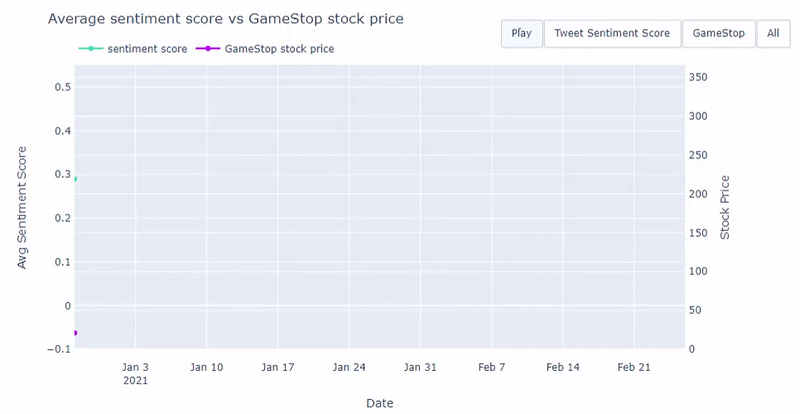 Average sentiment score vs GameStop stock price
Play Tweet Sentiment Score GameStop All
sentiment score GameStop stock price
0.5
0.4
0.3
0.2
0.1
0
−0.1
Avg Sentiment Score
350
300
250
200
150
100
50
0
Stock Price
Jan 3 Jan 10 Jan 17 Jan 24 Jan 31 Feb 7 Feb 14 Feb 21
2021
Date